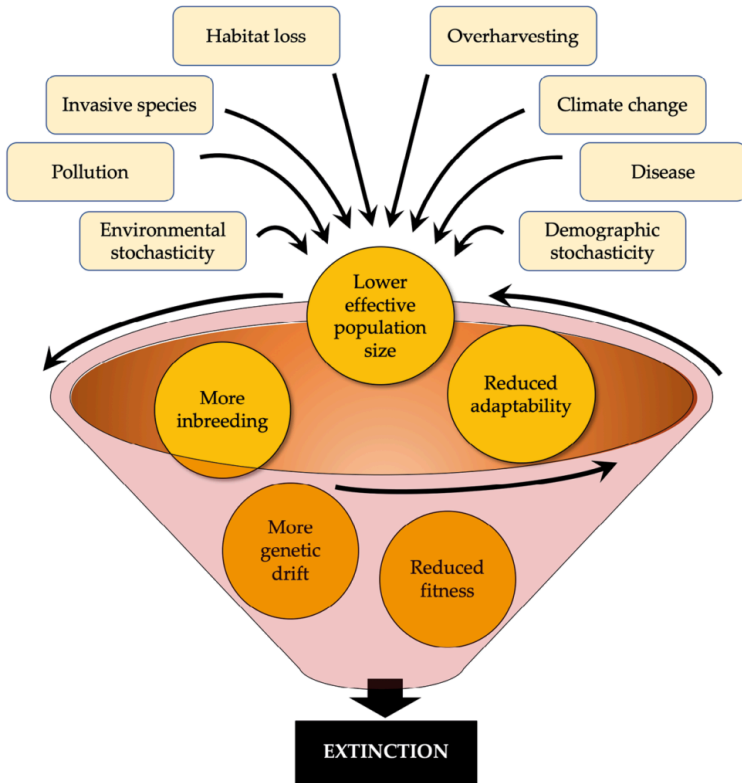 Habitat loss
Overharvesting
Invasive species
Climate change
Pollution
Disease
Environmental
stochasticity
Demographic
stochasticity
Lower
effective
population
size
More
inbreeding
Reduced
adaptability
More
genetic
drift
Reduced
fitness
EXTINCTION